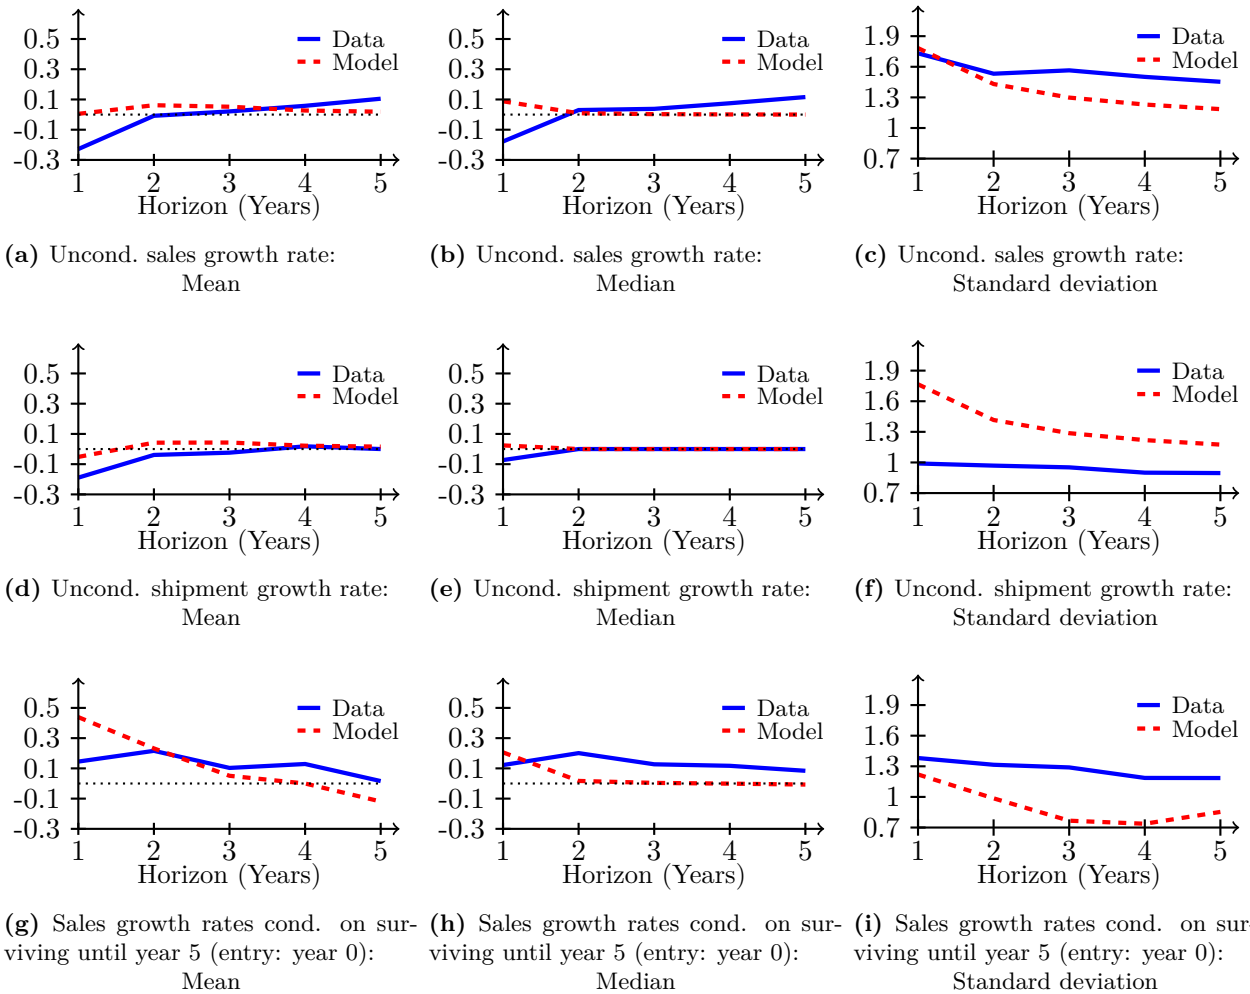 0.5
0.3
0.1
-0.1
-0.3
Data
Model
1 2 3 4 5
Horizon (Years)
(a) Uncond. sales growth rate:
Mean
0.5
0.3
0.1
-0.1
-0.3
Data
Model
1 2 3 4 5
Horizon (Years)
(b) Uncond. sales growth rate:
Median
1.9
1.6
1.3
1
0.7
Data
Model
1 2 3 4 5
Horizon (Years)
(c) Uncond. sales growth rate:
Standard deviation
0.5
0.3
0.1
-0.1
-0.3
Data
Model
1 2 3 4 5
Horizon (Years)
(d) Uncond. shipment growth rate:
Mean
0.5
0.3
0.1
-0.1
-0.3
Data
Model
1 2 3 4 5
Horizon (Years)
(e) Uncond. shipment growth rate:
Median
1.9
1.6
1.3
1
0.7
Data
Model
1 2 3 4 5
Horizon (Years)
(f) Uncond. shipment growth rate:
Standard deviation
0.5
0.3
0.1
-0.1
-0.3
Data
Model
1 2 3 4 5
Horizon (Years)
(g) Sales growth rates cond. on sur-
viving until year 5 (entry: year 0):
Mean
0.5
0.3
0.1
-0.1
-0.3
Data
Model
1 2 3 4 5
Horizon (Years)
(h) Sales growth rates cond. on sur-
viving until year 5 (entry: year 0):
Median
1.9
1.6
1.3
1
0.7
Data
Model
1 2 3 4 5
Horizon (Years)
(i) Sales growth rates cond. on sur-
viving until year 5 (entry: year 0):
Standard deviation